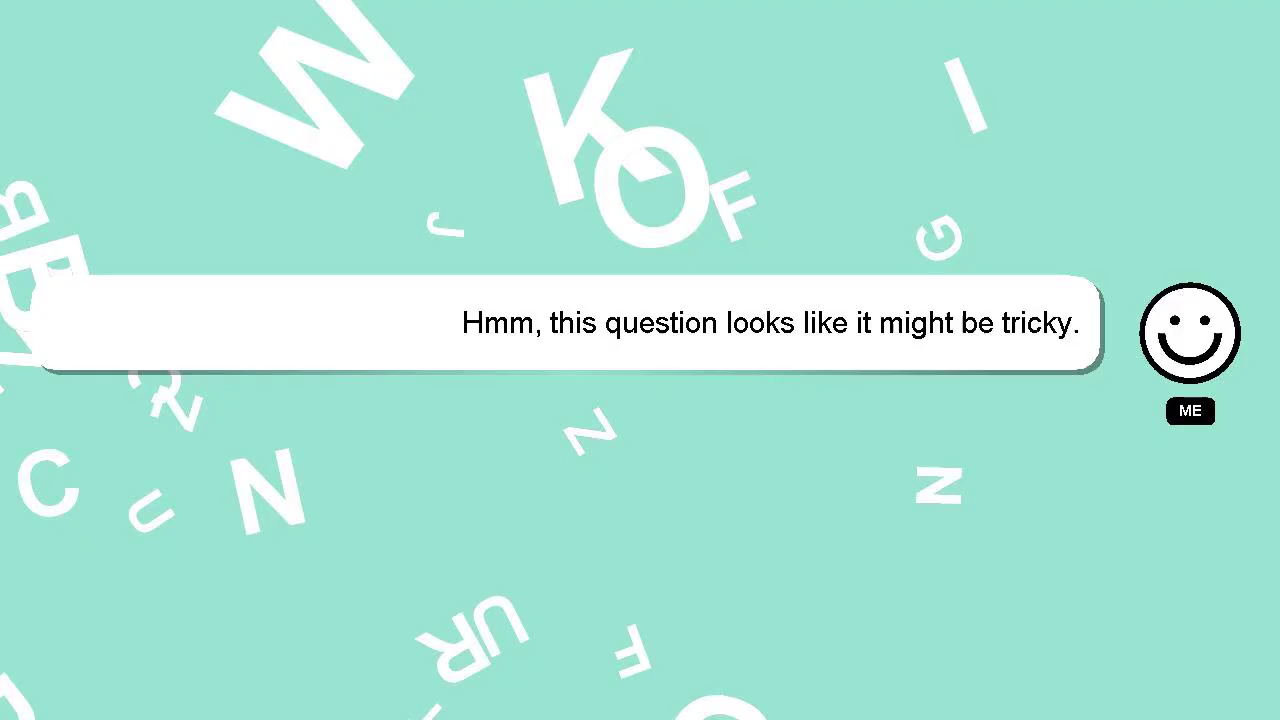 W
K
I
O
F
B
J
G
E
Hmm, this question looks like it might be tricky.
ME
Z
Z
C
N
N
U
U
R
F